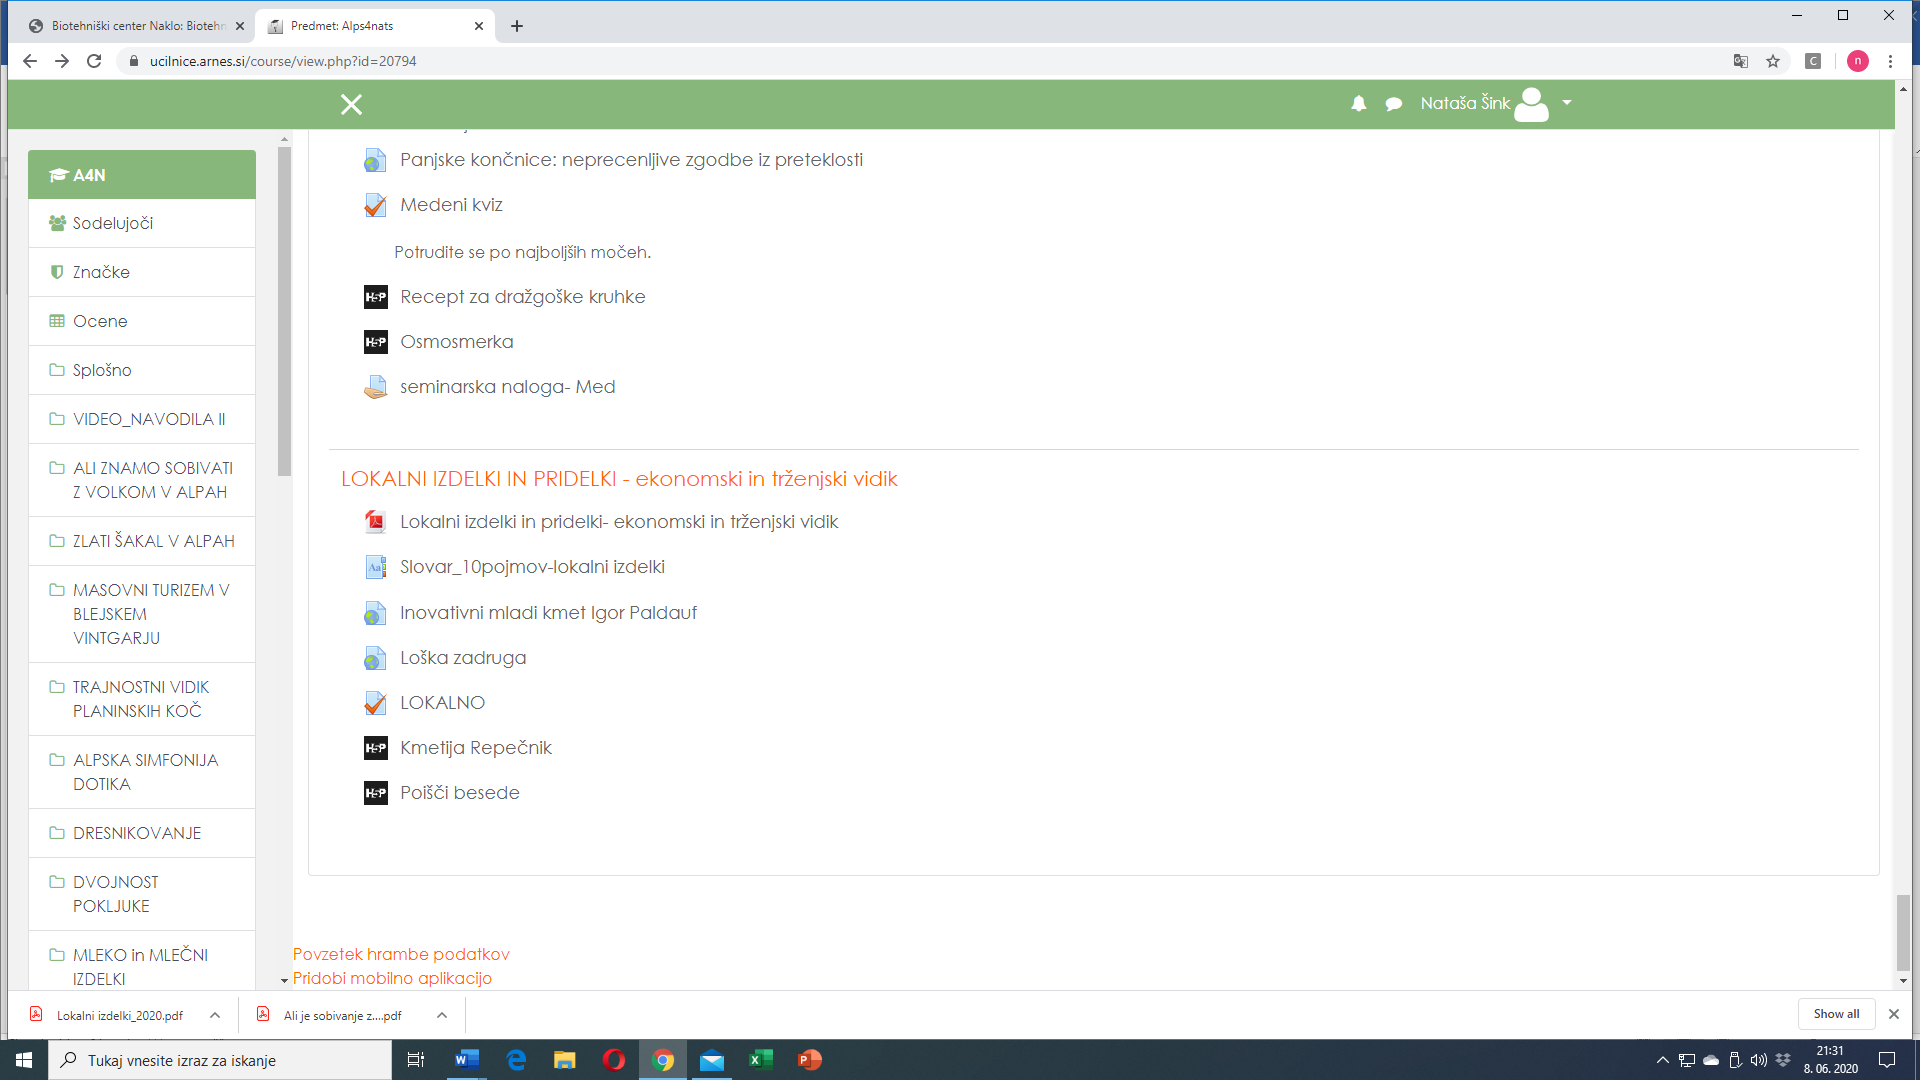 Biotehniški center Naklo: Biotehn
Predmet: Alps4nats
ucilnice.arnes.si/course/view.php?id=20794
C
n
Nataša Šink
A4N
Sodelujoči
Značke
Ocene
Splošno
VIDEO_NAVODILA II
ALI ZNAMO SOBIVATI
Z VOLKOM V ALPAH
ZLATI ŠAKAL V ALPAH
MASOVNI TURIZEM V
BLEJSKEM
VINTGARJU
TRAJNOSTNI VIDIK
PLANINSKIH KOČ
ALPSKA SIMFONIJA
DOTIKA
DRESNIKOVANJE
DVOJNOST
POKLJUKE
MLEKO in MLEČNI
IZDELKI
Panjske končnice: neprecenljive zgodbe iz preteklosti
Medeni kviz
Potrudite se po najboljših močeh.
H5P Recept za dražgoške kruhke
H5P Osmosmerka
seminarska naloga- Med
LOKALNI IZDELKI IN PRIDELKI - ekonomski in trženjski vidik
Lokalni izdelki in pridelki- ekonomski in trženjski vidik
Aa Slovar_10pojmov-lokalni izdelki
Inovativni mladi kmet Igor Paldauf
Loška zadruga
LOKALNO
H5P Kmetija Repečnik
H5P Poišči besede
Povzetek hrambe podatkov
Pridobi mobilno aplikacijo
Lokalni izdelki_2020.pdf
Ali je sobivanje z....pdf
Show all
Tukaj vnesite izraz za iskanje
21:31
8. 06. 2020